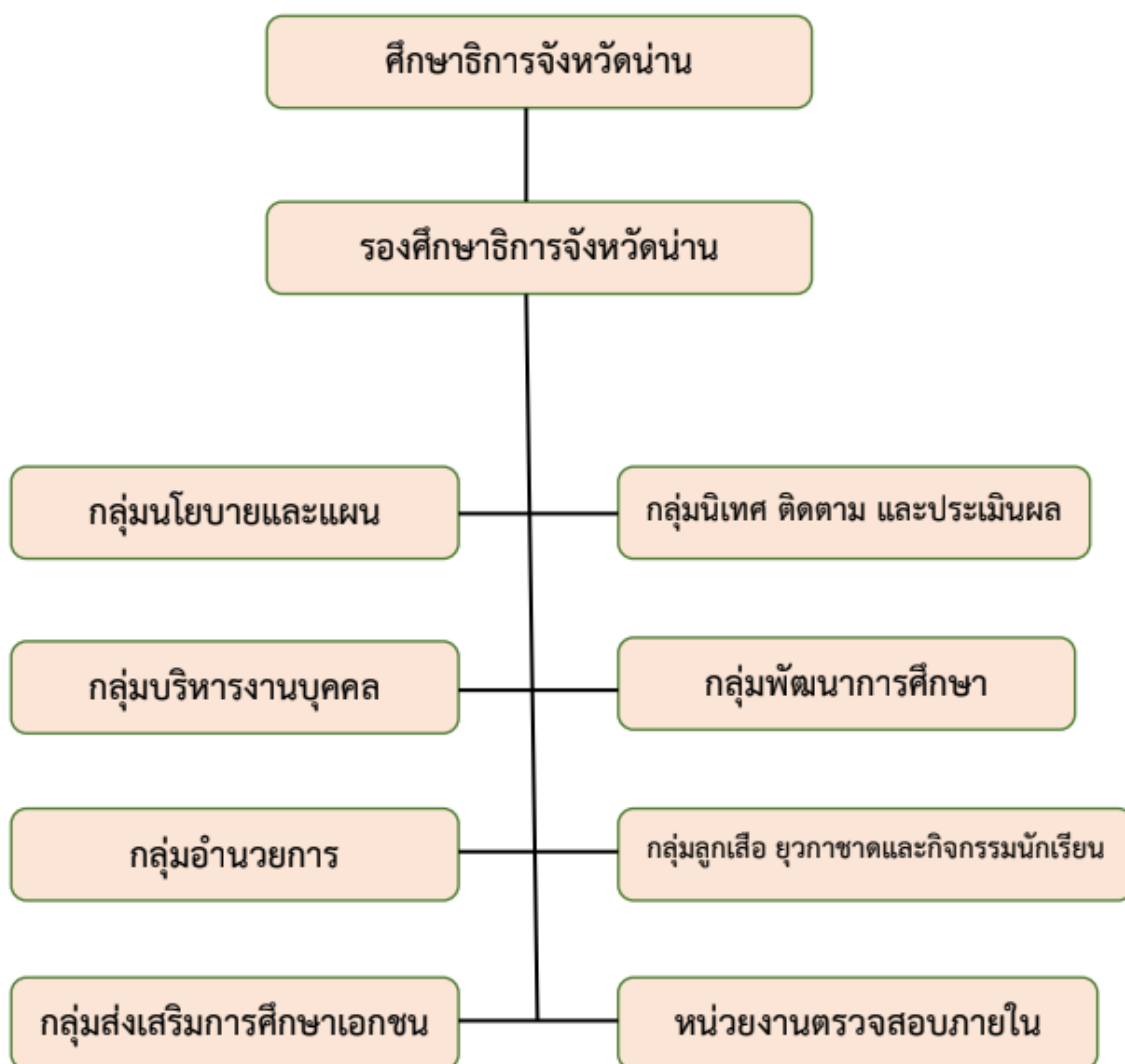 ศึกษาธิการจังหวัดน่าน
รองศึกษาธิการจังหวัดน่าน
กลุ่มนโยบายและแผน
กลุ่มนิเทศ ติดตาม และประเมินผล
กลุ่มบริหารงานบุคคล
กลุ่มพัฒนาการศึกษา
กลุ่มอำนวยการ
กลุ่มลูกเสือ ยุวกาชาดและกิจกรรมนักเรียน
กลุ่มส่งเสริมการศึกษาเอกชน
หน่วยงานตรวจสอบภายใน